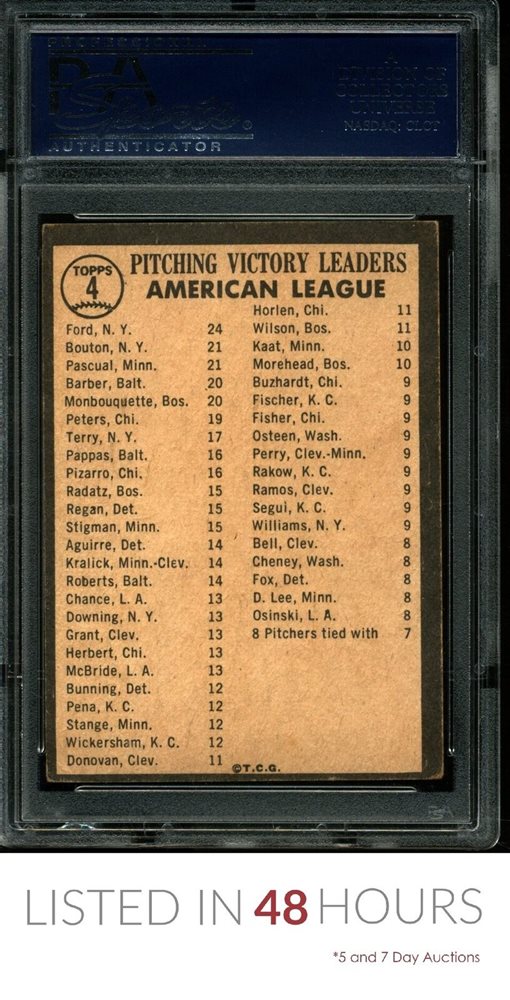 PROFESSIONAL
PSA
Sports®
AUTHENTICATOR
A
DIVISION OF
COLLECTORS
UNIVERSE
NASDAQ: CLCT
TOPPS
4
PITCHING VICTORY LEADERS
AMERICAN LEAGUE
Ford, N. Y. 24
Bouton, N. Y. 21
Pascual, Minn. 21
Barber, Balt. 20
Monbouquette, Bos. 20
Peters, Chi. 19
Terry, N. Y. 17
Pappas, Balt. 16
Pizarro, Chi. 16
Radatz, Bos. 15
Regan, Det. 15
Stigman, Minn. 15
Aguirre, Det. 14
Kralick, Minn.-Clev. 14
Roberts, Balt. 14
Chance, L. A. 13
Downing, N. Y. 13
Grant, Clev. 13
Herbert, Chi. 13
McBride, L. A. 13
Bunning, Det. 12
Pena, K. C. 12
Stange, Minn. 12
Wickersham, K. C. 12
Donovan, Clev. 11
Horlen, Chi. 11
Wilson, Bos. 11
Kaat, Minn. 10
Morehead, Bos. 10
Buzhardt, Chi. 9
Fischer, K. C. 9
Fisher, Chi. 9
Osteen, Wash. 9
Perry, Clev.-Minn. 9
Rakow, K. C. 9
Ramos, Clev. 9
Segui, K. C. 9
Williams, N. Y. 9
Bell, Clev. 8
Cheney, Wash. 8
Fox, Det. 8
D. Lee, Minn. 8
Osinski, L. A. 8
8 Pitchers tied with 7
©T.C.G.
LISTED IN 48 HOURS
*5 and 7 Day Auctions